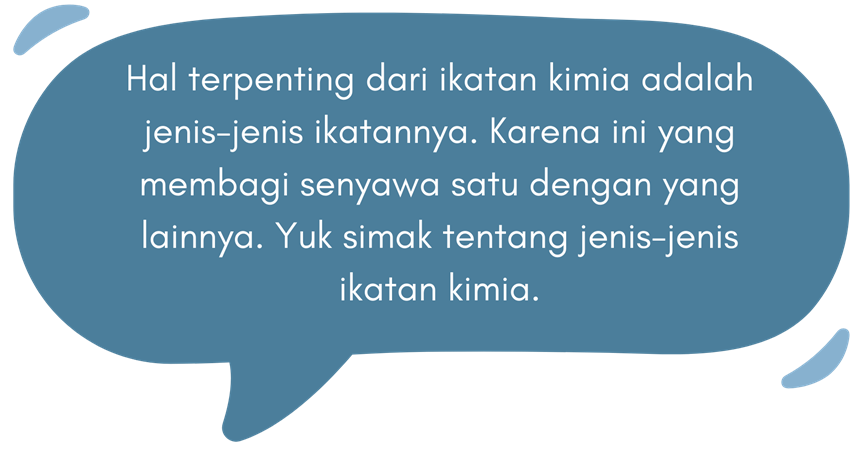 Hal terpenting dari ikatan kimia adalah
jenis-jenis ikatannya. Karena ini yang
membagi senyawa satu dengan yang
lainnya. Yuk simak tentang jenis-jenis
ikatan kimia.